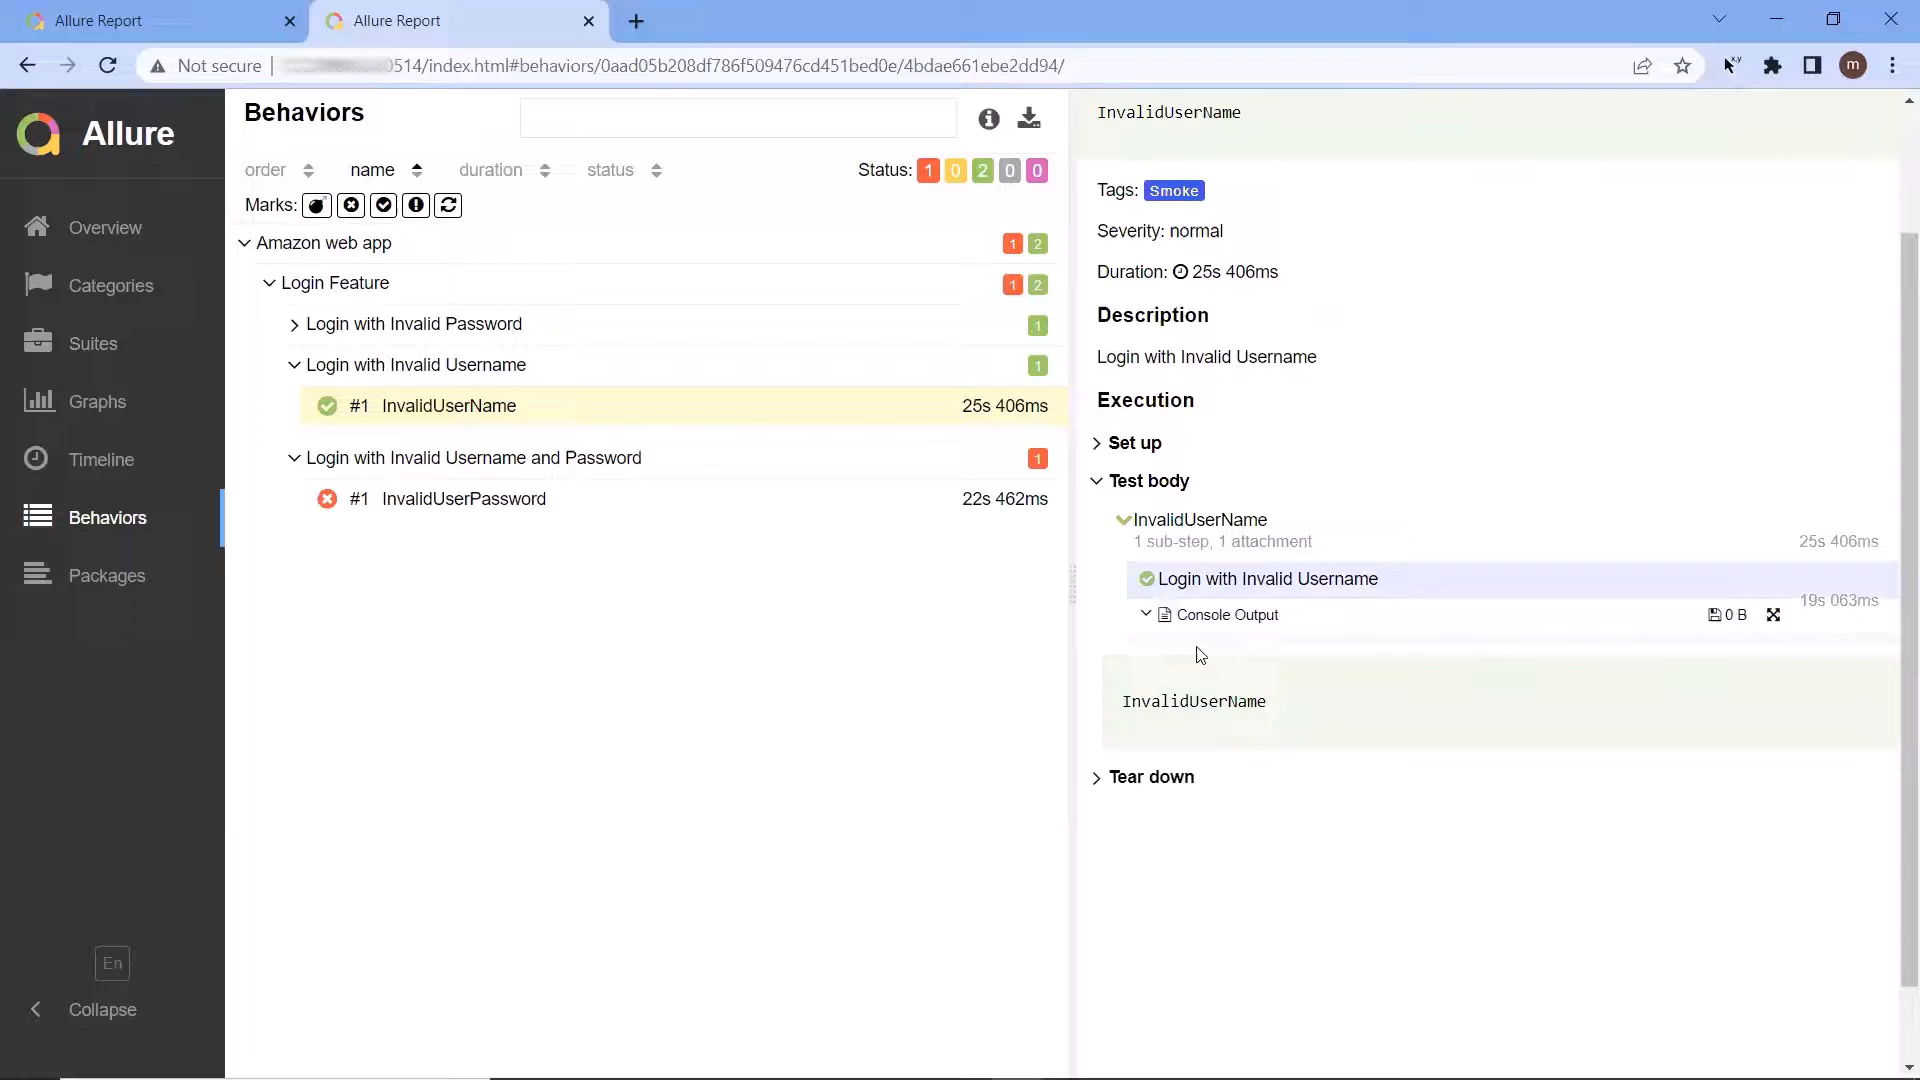 Allure Report
Allure Report
Not secure
0514/index.html#behaviors/0aad05b208df786f509476cd451bed0e/4bdae661ebe2dd94/
m
Allure
Overview
Categories
Suites
Graphs
Timeline
Behaviors
Packages
En
Collapse
Behaviors
order name duration status Status: 1 0 2 0 0
Marks:
Amazon web app 1 2
Login Feature 1 2
Login with Invalid Password 1
Login with Invalid Username 1
#1 InvalidUserName 25s 406ms
Login with Invalid Username and Password 1
#1 InvalidUserPassword 22s 462ms
InvalidUserName
Tags: Smoke
Severity: normal
Duration: 25s 406ms
Description
Login with Invalid Username
Execution
Set up
Test body
InvalidUserName
1 sub-step, 1 attachment 25s 406ms
Login with Invalid Username
19s 063ms
Console Output 0 B
InvalidUserName
Tear down